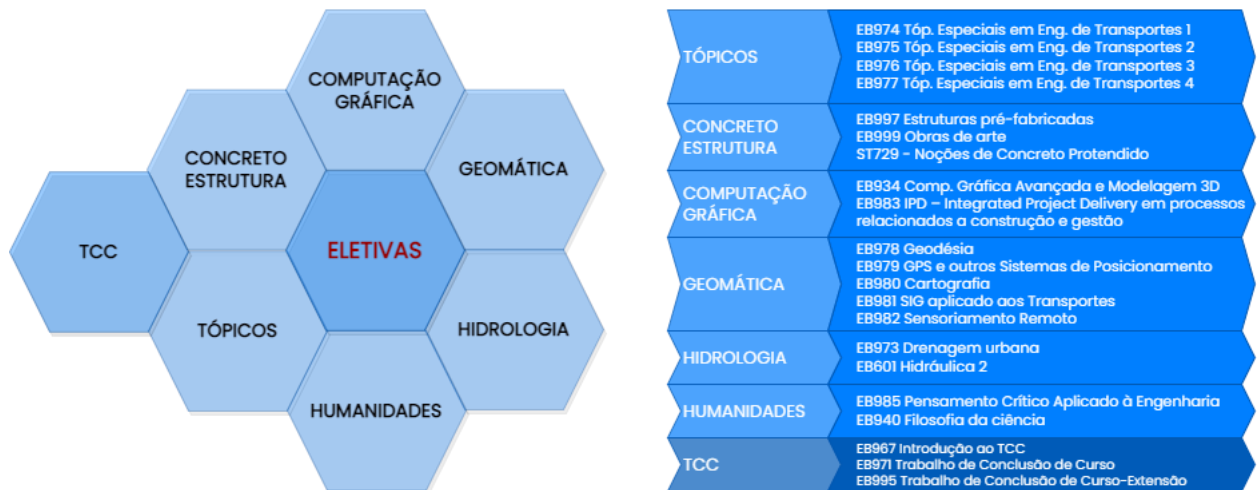 COMPUTAÇÃO
GRÁFICA
CONCRETO
ESTRUTURA
GEOMÁTICA
TCC
ELETIVAS
TÓPICOS
HIDROLOGIA
HUMANIDADES
TÓPICOS
EB974 Tóp. Especiais em Eng. de Transportes 1
EB975 Tóp. Especiais em Eng. de Transportes 2
EB976 Tóp. Especiais em Eng. de Transportes 3
EB977 Tóp. Especiais em Eng. de Transportes 4
CONCRETO
ESTRUTURA
EB997 Estruturas pré-fabricadas
EB999 Obras de arte
ST729 - Noções de Concreto Protendido
COMPUTAÇÃO
GRÁFICA
EB934 Comp. Gráfica Avançada e Modelagem 3D
EB983 IPD – Integrated Project Delivery em processos
relacionados a construção e gestão
GEOMÁTICA
EB978 Geodésia
EB979 GPS e outros Sistemas de Posicionamento
EB980 Cartografia
EB981 SIG aplicado aos Transportes
EB982 Sensoriamento Remoto
HIDROLOGIA
EB973 Drenagem urbana
EB601 Hidráulica 2
HUMANIDADES
EB985 Pensamento Crítico Aplicado à Engenharia
EB940 Filosofia da ciência
TCC
EB967 Introdução ao TCC
EB971 Trabalho de Conclusão de Curso
EB995 Trabalho de Conclusão de Curso-Extensão